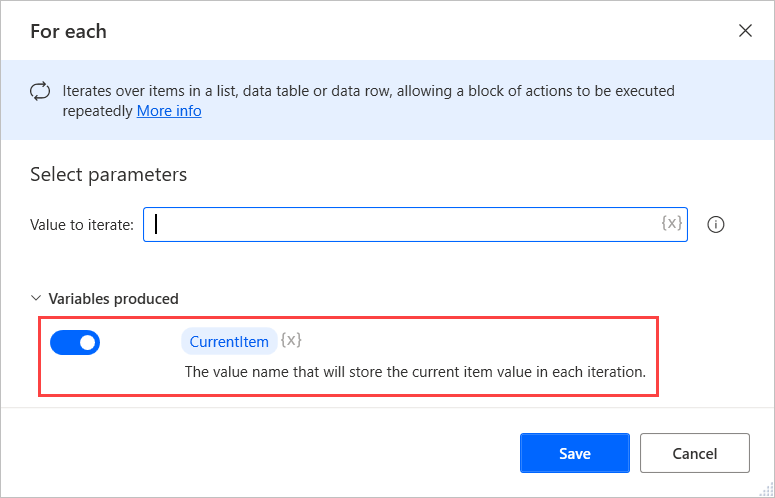 For each
Iterates over items in a list, data table or data row, allowing a block of actions to be executed
repeatedly More info
Select parameters
Value to iterate: {x}
Variables produced
CurrentItem {x}
The value name that will store the current item value in each iteration.
Save Cancel